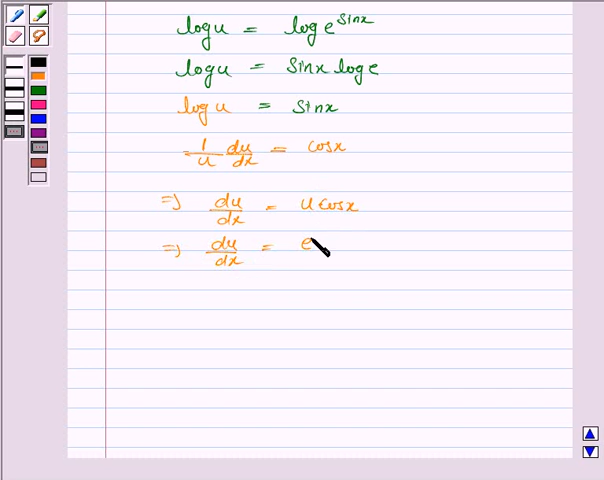 log u = log e^sinx
log u = sinx log e
log u = sinx
= 1/u du/dx = cosx
=> du/dx = u cosx
=> du/dx = e